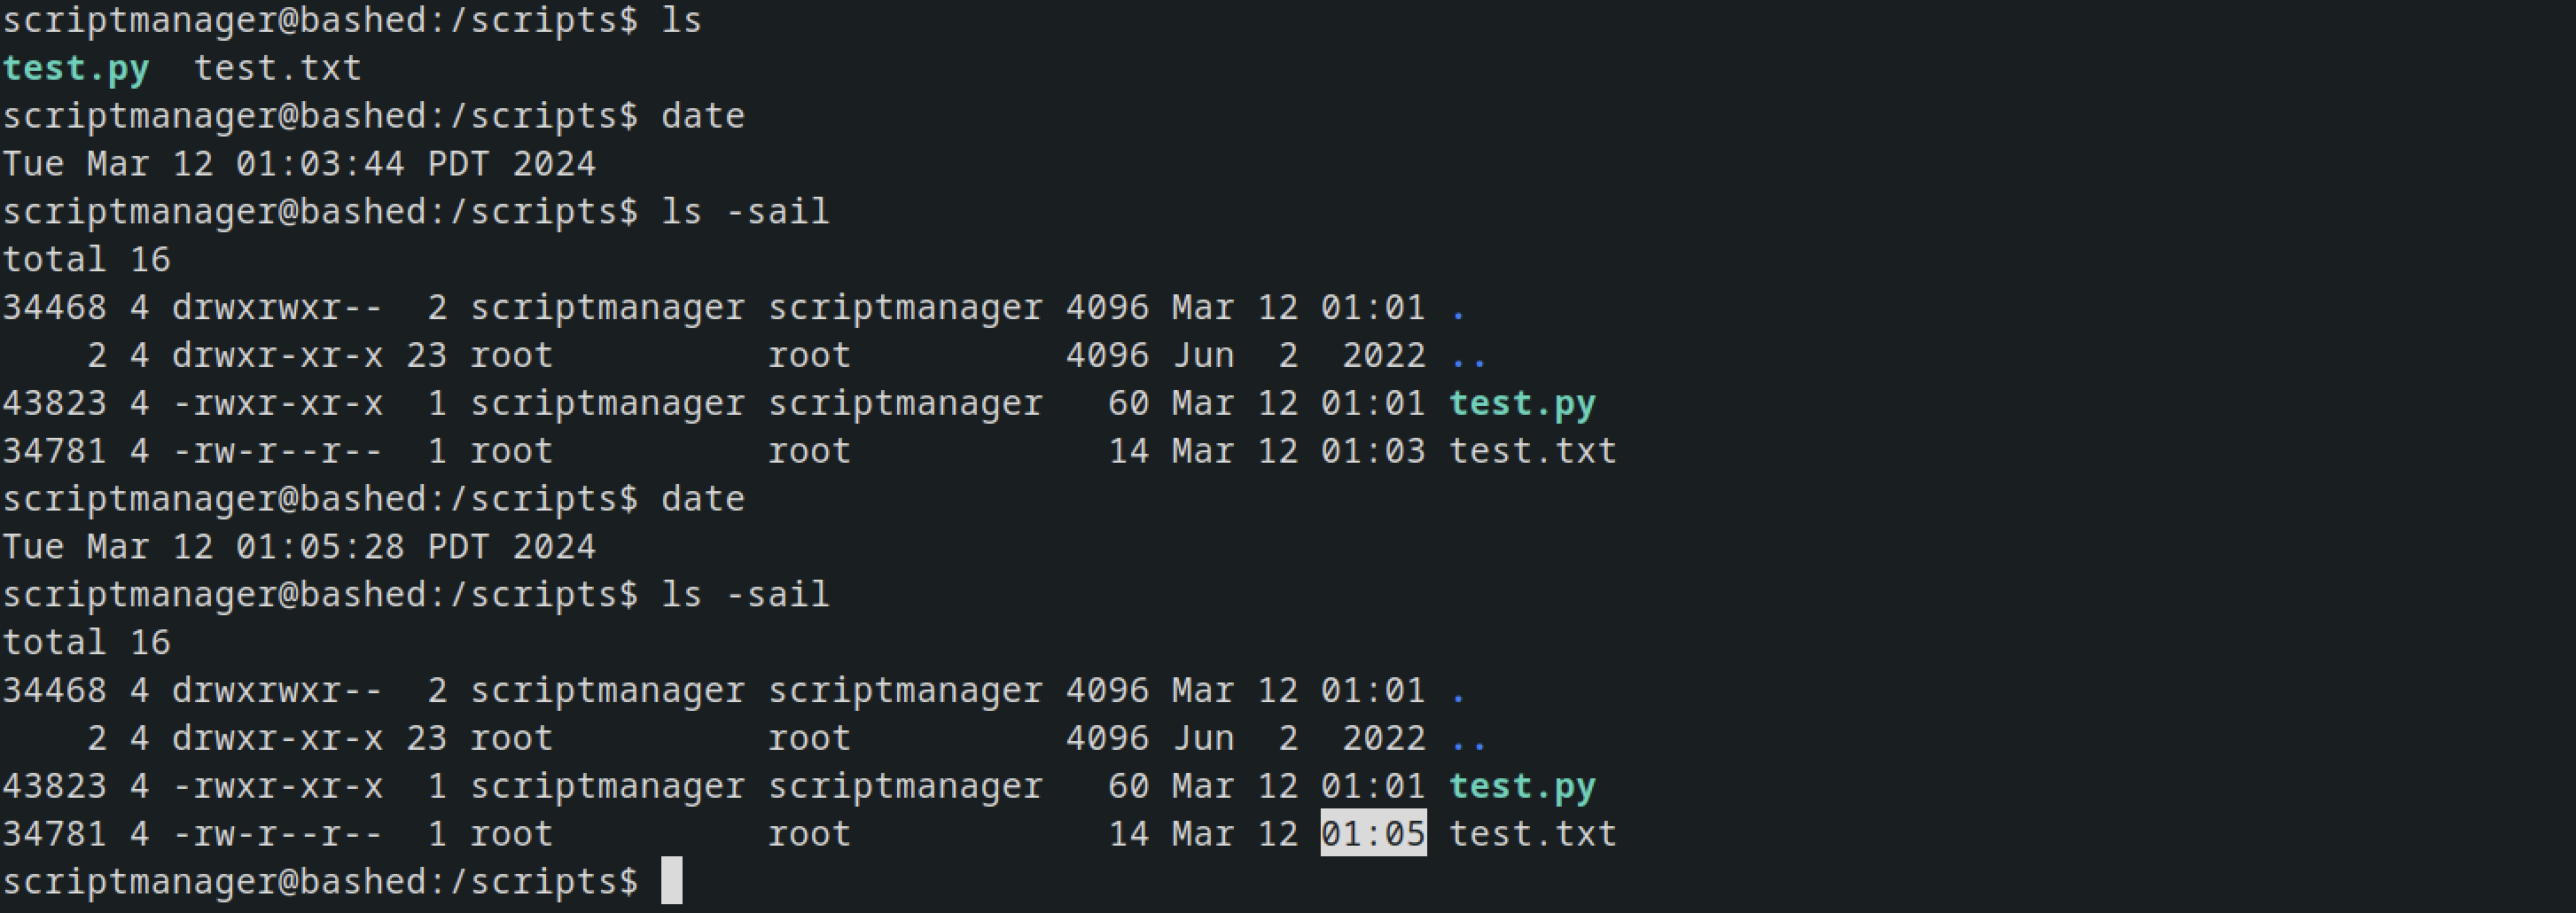 scriptmanager@bashed:/scripts$ ls
test.py  test.txt
scriptmanager@bashed:/scripts$ date
Tue Mar 12 01:03:44 PDT 2024
scriptmanager@bashed:/scripts$ ls -sail
total 16
34468 4 drwxrwxr--  2 scriptmanager scriptmanager 4096 Mar 12 01:01 .
    2 4 drwxr-xr-x 23 root          root          4096 Jun  2  2022 ..
43823 4 -rwxr-xr-x  1 scriptmanager scriptmanager   60 Mar 12 01:01 test.py
34781 4 -rw-r--r--  1 root          root            14 Mar 12 01:03 test.txt
scriptmanager@bashed:/scripts$ date
Tue Mar 12 01:05:28 PDT 2024
scriptmanager@bashed:/scripts$ ls -sail
total 16
34468 4 drwxrwxr--  2 scriptmanager scriptmanager 4096 Mar 12 01:01 .
    2 4 drwxr-xr-x 23 root          root          4096 Jun  2  2022 ..
43823 4 -rwxr-xr-x  1 scriptmanager scriptmanager   60 Mar 12 01:01 test.py
34781 4 -rw-r--r--  1 root          root            14 Mar 12 01:05 test.txt
scriptmanager@bashed:/scripts$